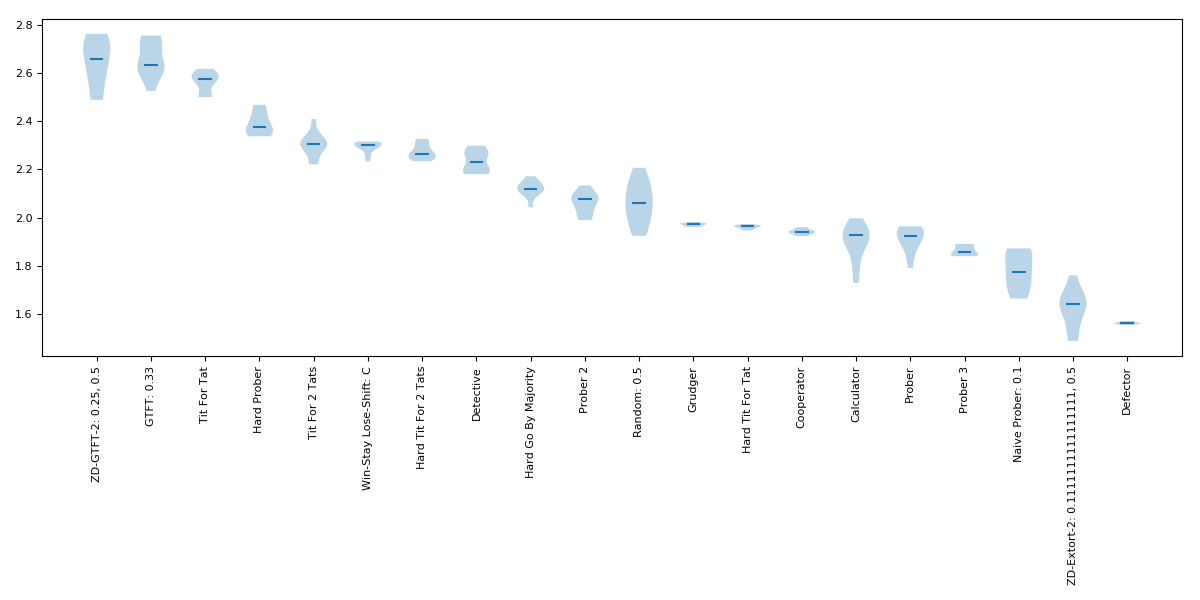 2.8
2.6
2.4
2.2
2.0
1.8
1.6
ZD-GTFT-2: 0.25, 0.5
GTFT: 0.33
Tit For Tat
Hard Prober
Tit For 2 Tats
Win-Stay Lose-Shift: C
Hard Tit For 2 Tats
Detective
Hard Go By Majority
Prober 2
Random: 0.5
Grudger
Hard Tit For Tat
Cooperator
Calculator
Prober
Prober 3
Naive Prober: 0.1
ZD-Extort-2: 0.1111111111111111, 0.5
Defector